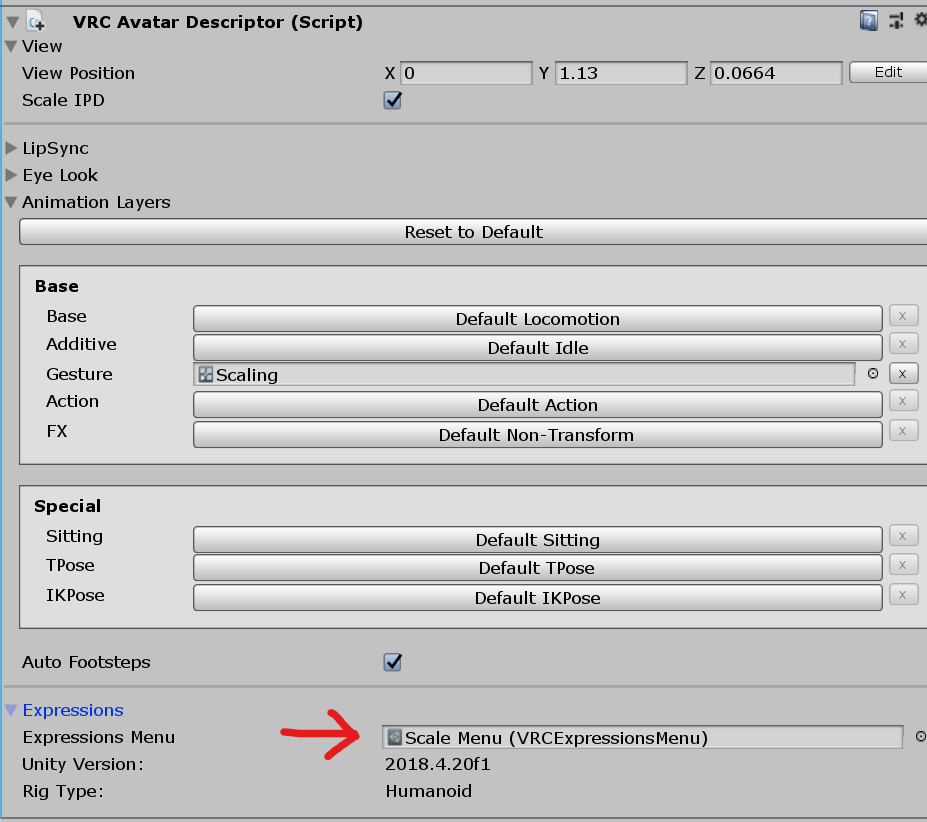 VRC Avatar Descriptor (Script)
View
View Position X 0 Y 1.13 Z 0.0664 Edit
Scale IPD
LipSync
Eye Look
Animation Layers
Reset to Default
Base
Base Default Locomotion x
Additive Default Idle x
Gesture Scaling x
Action Default Action x
FX Default Non-Transform x
Special
Sitting Default Sitting x
TPose Default TPose x
IKPose Default IKPose x
Auto Footsteps
Expressions
Expressions Menu Scale Menu (VRCExpressionsMenu)
Unity Version: 2018.4.20f1
Rig Type: Humanoid